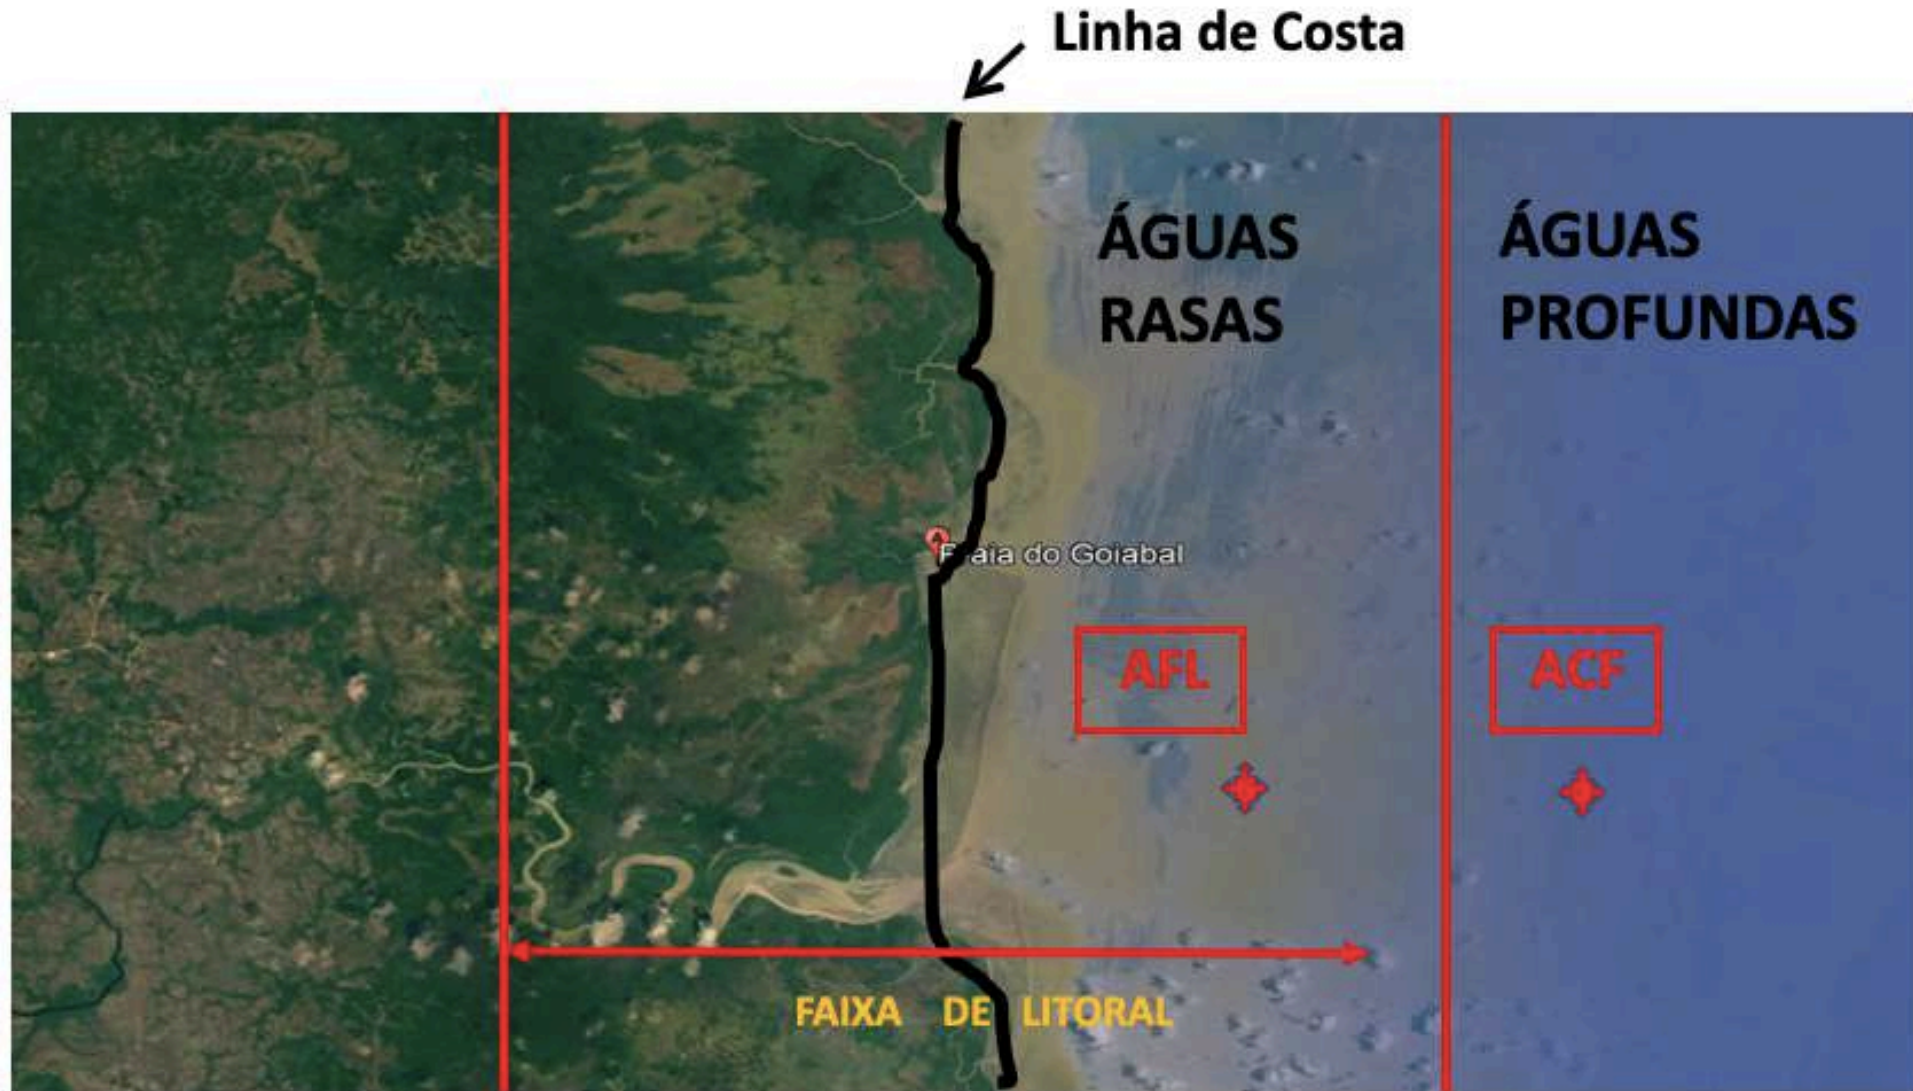 Linha de Costa
ÁGUAS
RASAS
ÁGUAS
PROFUNDAS
Praia do Goiabal
AFL
ACF
FAIXA DE LITORAL